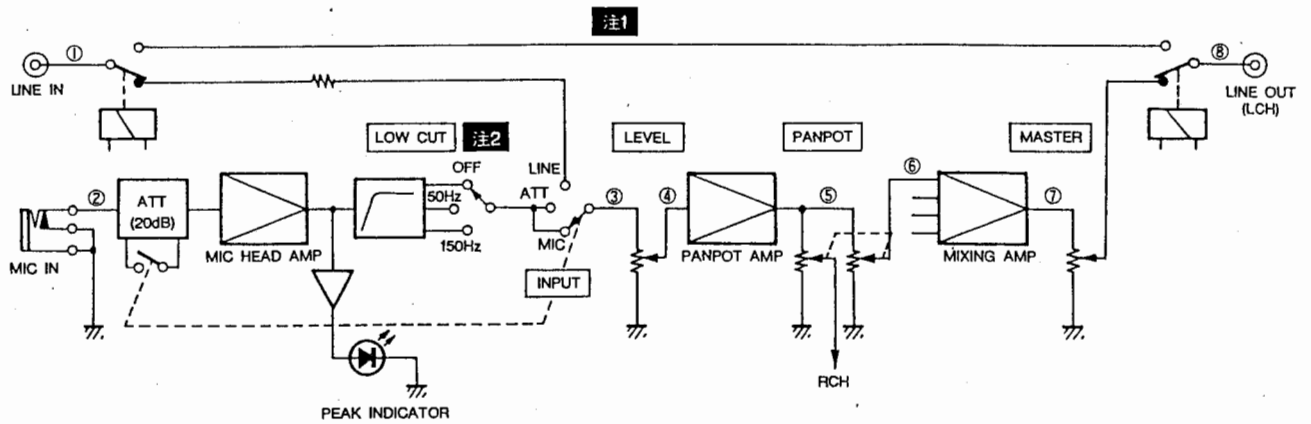 注1
①
⑧
LINE IN
LINE OUT
(LCH)
LOW CUT
注2
LEVEL
PANPOT
MASTER
OFF
50Hz
150Hz
LINE
ATT
MIC
②
ATT
(20dB)
③
④
⑤
⑥
⑦
MIC IN
MIC HEAD AMP
INPUT
PANPOT AMP
MIXING AMP
RCH
PEAK INDICATOR